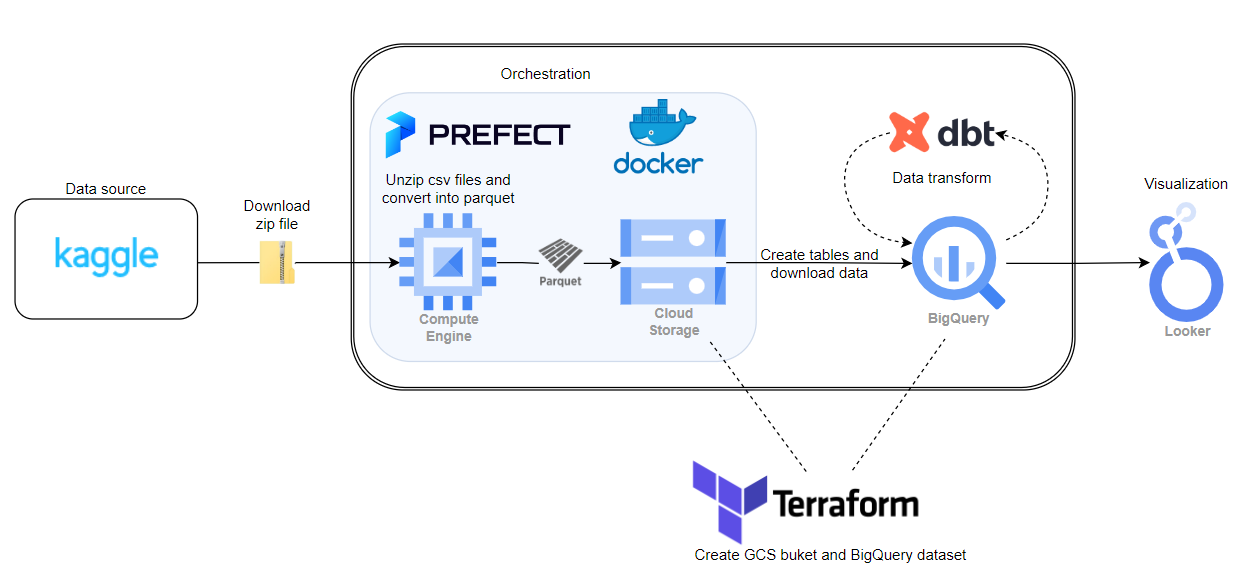 Orchestration
PREFECT
docker
dbt
Unzip csv files and
convert into parquet
Data transform
Data source
kaggle
Download
zip file
Parquet
Compute
Engine
Cloud
Storage
Create tables and
download data
BigQuery
Visualization
Looker
Terraform
Create GCS buket and BigQuery dataset